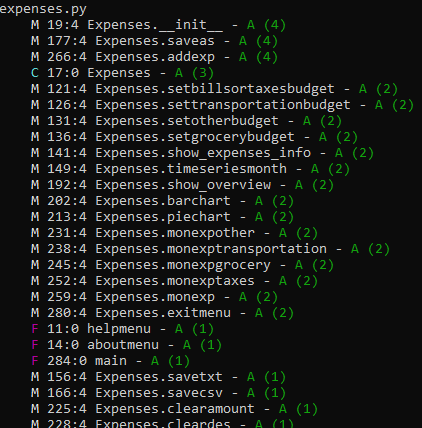 expenses.py
M 19:4 Expenses.__init__ - A (4)
M 177:4 Expenses.saveas - A (4)
M 266:4 Expenses.addexp - A (4)
C 17:0 Expenses - A (3)
M 121:4 Expenses.setbillsortaxesbudget - A (2)
M 126:4 Expenses.settransportationbudget - A (2)
M 131:4 Expenses.setotherbudget - A (2)
M 136:4 Expenses.setgrocerybudget - A (2)
M 141:4 Expenses.show_expenses_info - A (2)
M 149:4 Expenses.timeseriesmonth - A (2)
M 192:4 Expenses.show_overview - A (2)
M 202:4 Expenses.barchart - A (2)
M 213:4 Expenses.piechart - A (2)
M 231:4 Expenses.monexpother - A (2)
M 238:4 Expenses.monexptransportation - A (2)
M 245:4 Expenses.monexpgrocery - A (2)
M 252:4 Expenses.monexptaxes - A (2)
M 259:4 Expenses.monexp - A (2)
M 280:4 Expenses.exitmenu - A (2)
F 11:0 helpmenu - A (1)
F 14:0 aboutmenu - A (1)
F 284:0 main - A (1)
M 156:4 Expenses.savetxt - A (1)
M 166:4 Expenses.savecsv - A (1)
M 225:4 Expenses.clearamount - A (1)
M 228:4 Expenses.cleardes - A (1)